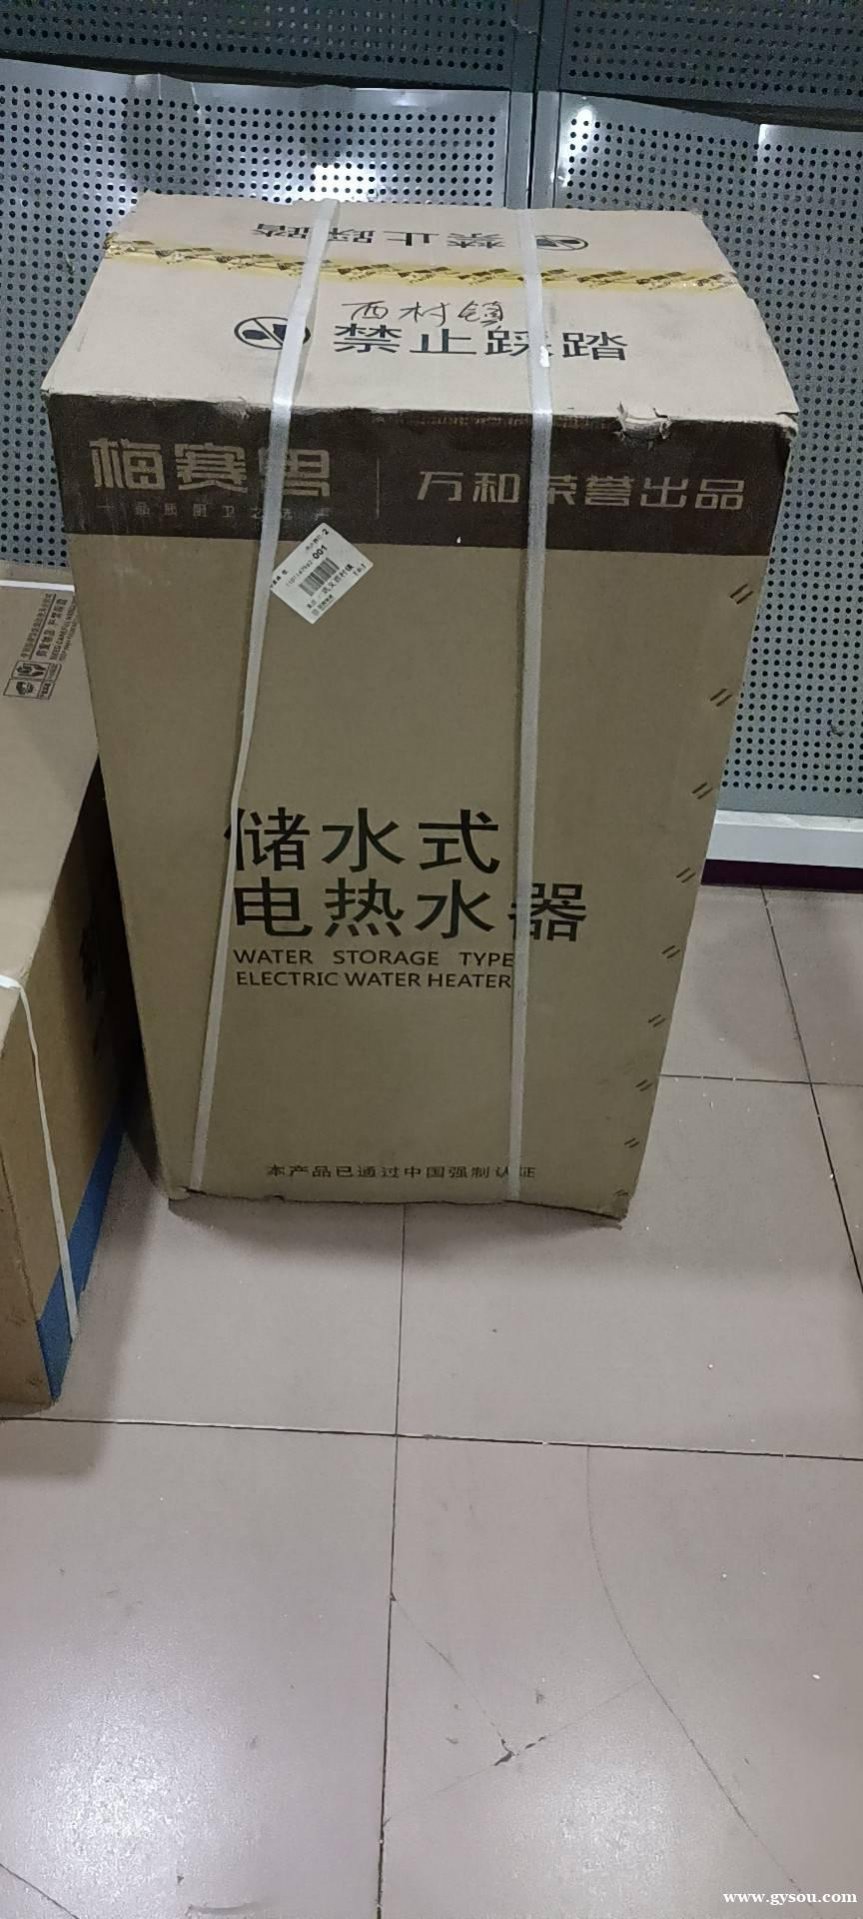 禁止踩踏
西村镇
禁止踩踏
梅赛思 万和荣誉出品
001
储水式
电热水器
WATER STORAGE TYPE
ELECTRIC WATER HEATER
本产品已通过中国强制认证
www.gysou.com